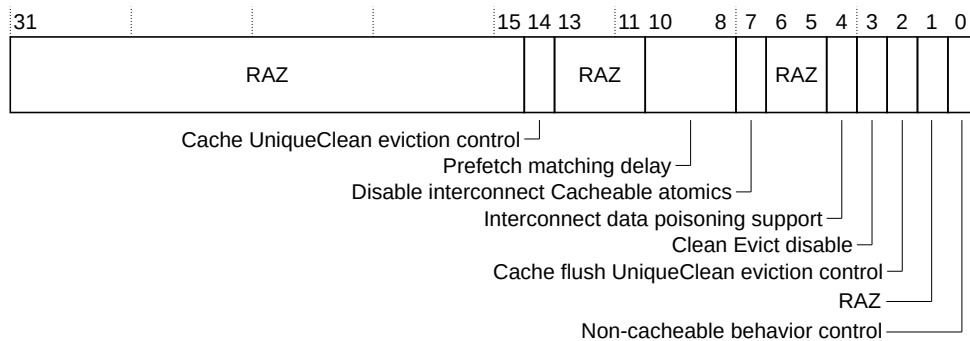 31 15 14 13 11 10 8 7 6 5 4 3 2 1 0
RAZ RAZ RAZ
Cache UniqueClean eviction control
Prefetch matching delay
Disable interconnect Cacheable atomics
Interconnect data poisoning support
Clean Evict disable
Cache flush UniqueClean eviction control
RAZ
Non-cacheable behavior control